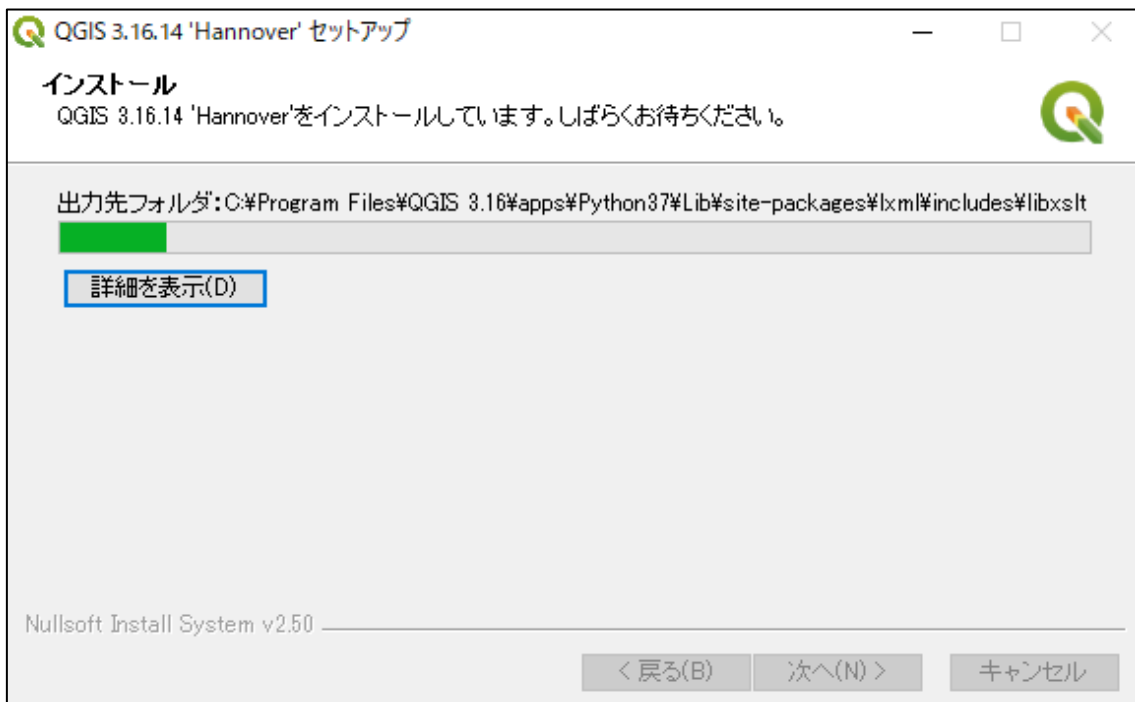 QGIS 3.16.14 'Hannover' セットアップ
インストール
QGIS 3.16.14 'Hannover'をインストールしています。しばらくお待ちください。
出力先フォルダ:C:¥Program Files¥QGIS 3.16¥apps¥Python37¥Lib¥site-packages¥lxml¥includes¥libxslt
詳細を表示(D)
Nullsoft Install System v2.50
< 戻る(B) 次へ(N) > キャンセル